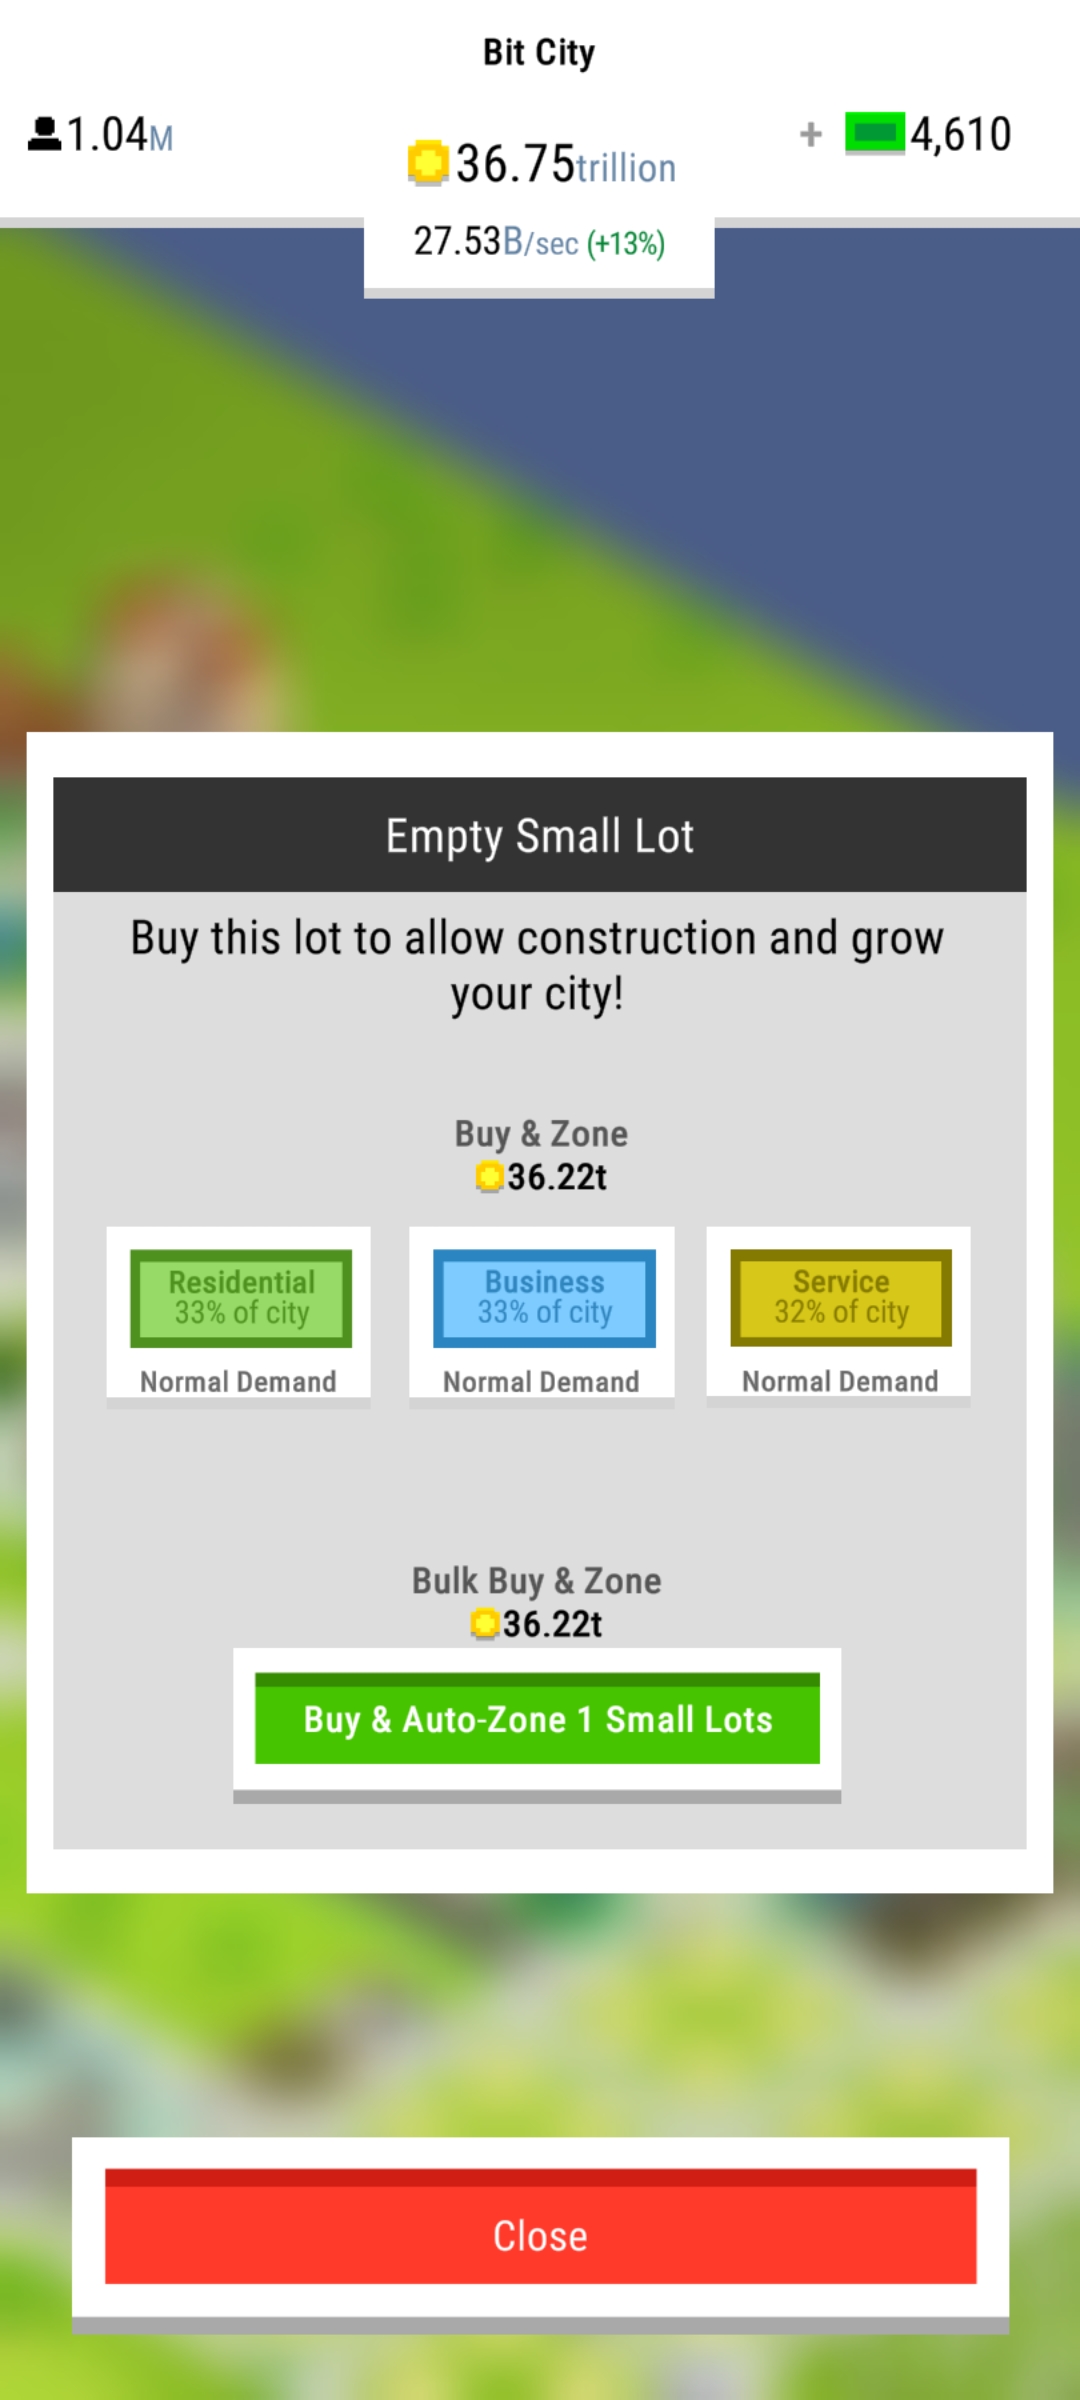 Bit City
1.04M
36.75trillion
+ 4,610
27.53B/sec (+13%)
Empty Small Lot
Buy this lot to allow construction and grow
your city!
Buy & Zone
36.22t
Residential
33% of city
Normal Demand
Business
33% of city
Normal Demand
Service
32% of city
Normal Demand
Bulk Buy & Zone
36.22t
Buy & Auto-Zone 1 Small Lots
Close